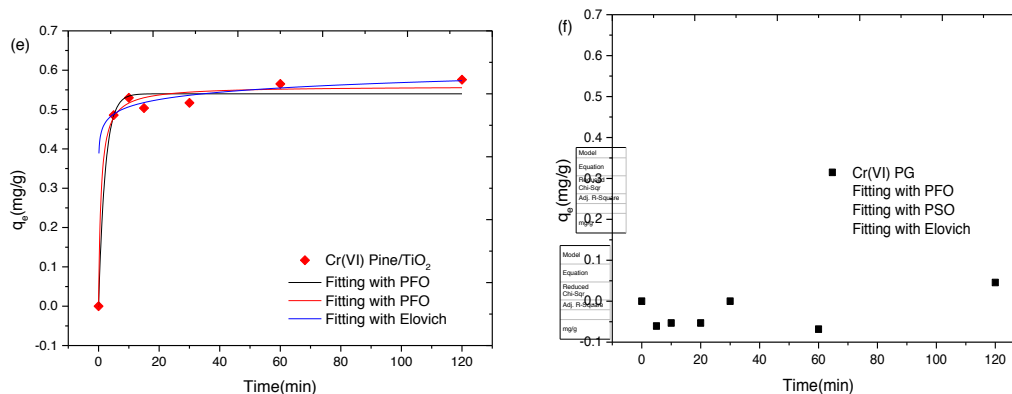 (e)
0.7
0.6
0.5
0.4
0.3
0.2
0.1
0.0
-0.1
q_e(mg/g)
Cr(VI) Pine/TiO₂
Fitting with PFO
Fitting with PFO
Fitting with Elovich
0 20 40 60 80 100 120
Time(min)
(f)
0.7
0.6
0.5
0.4
0.3
0.2
0.1
0.0
-0.1
q_e(mg/g)
Model
Equation
Reduced
Chi-Sqr
Adj. R-Square
mg/g
Model
Equation
Reduced
Chi-Sqr
Adj. R-Square
mg/g
Cr(VI) PG
Fitting with PFO
Fitting with PSO
Fitting with Elovich
0 20 40 60 80 100 120
Time(min)